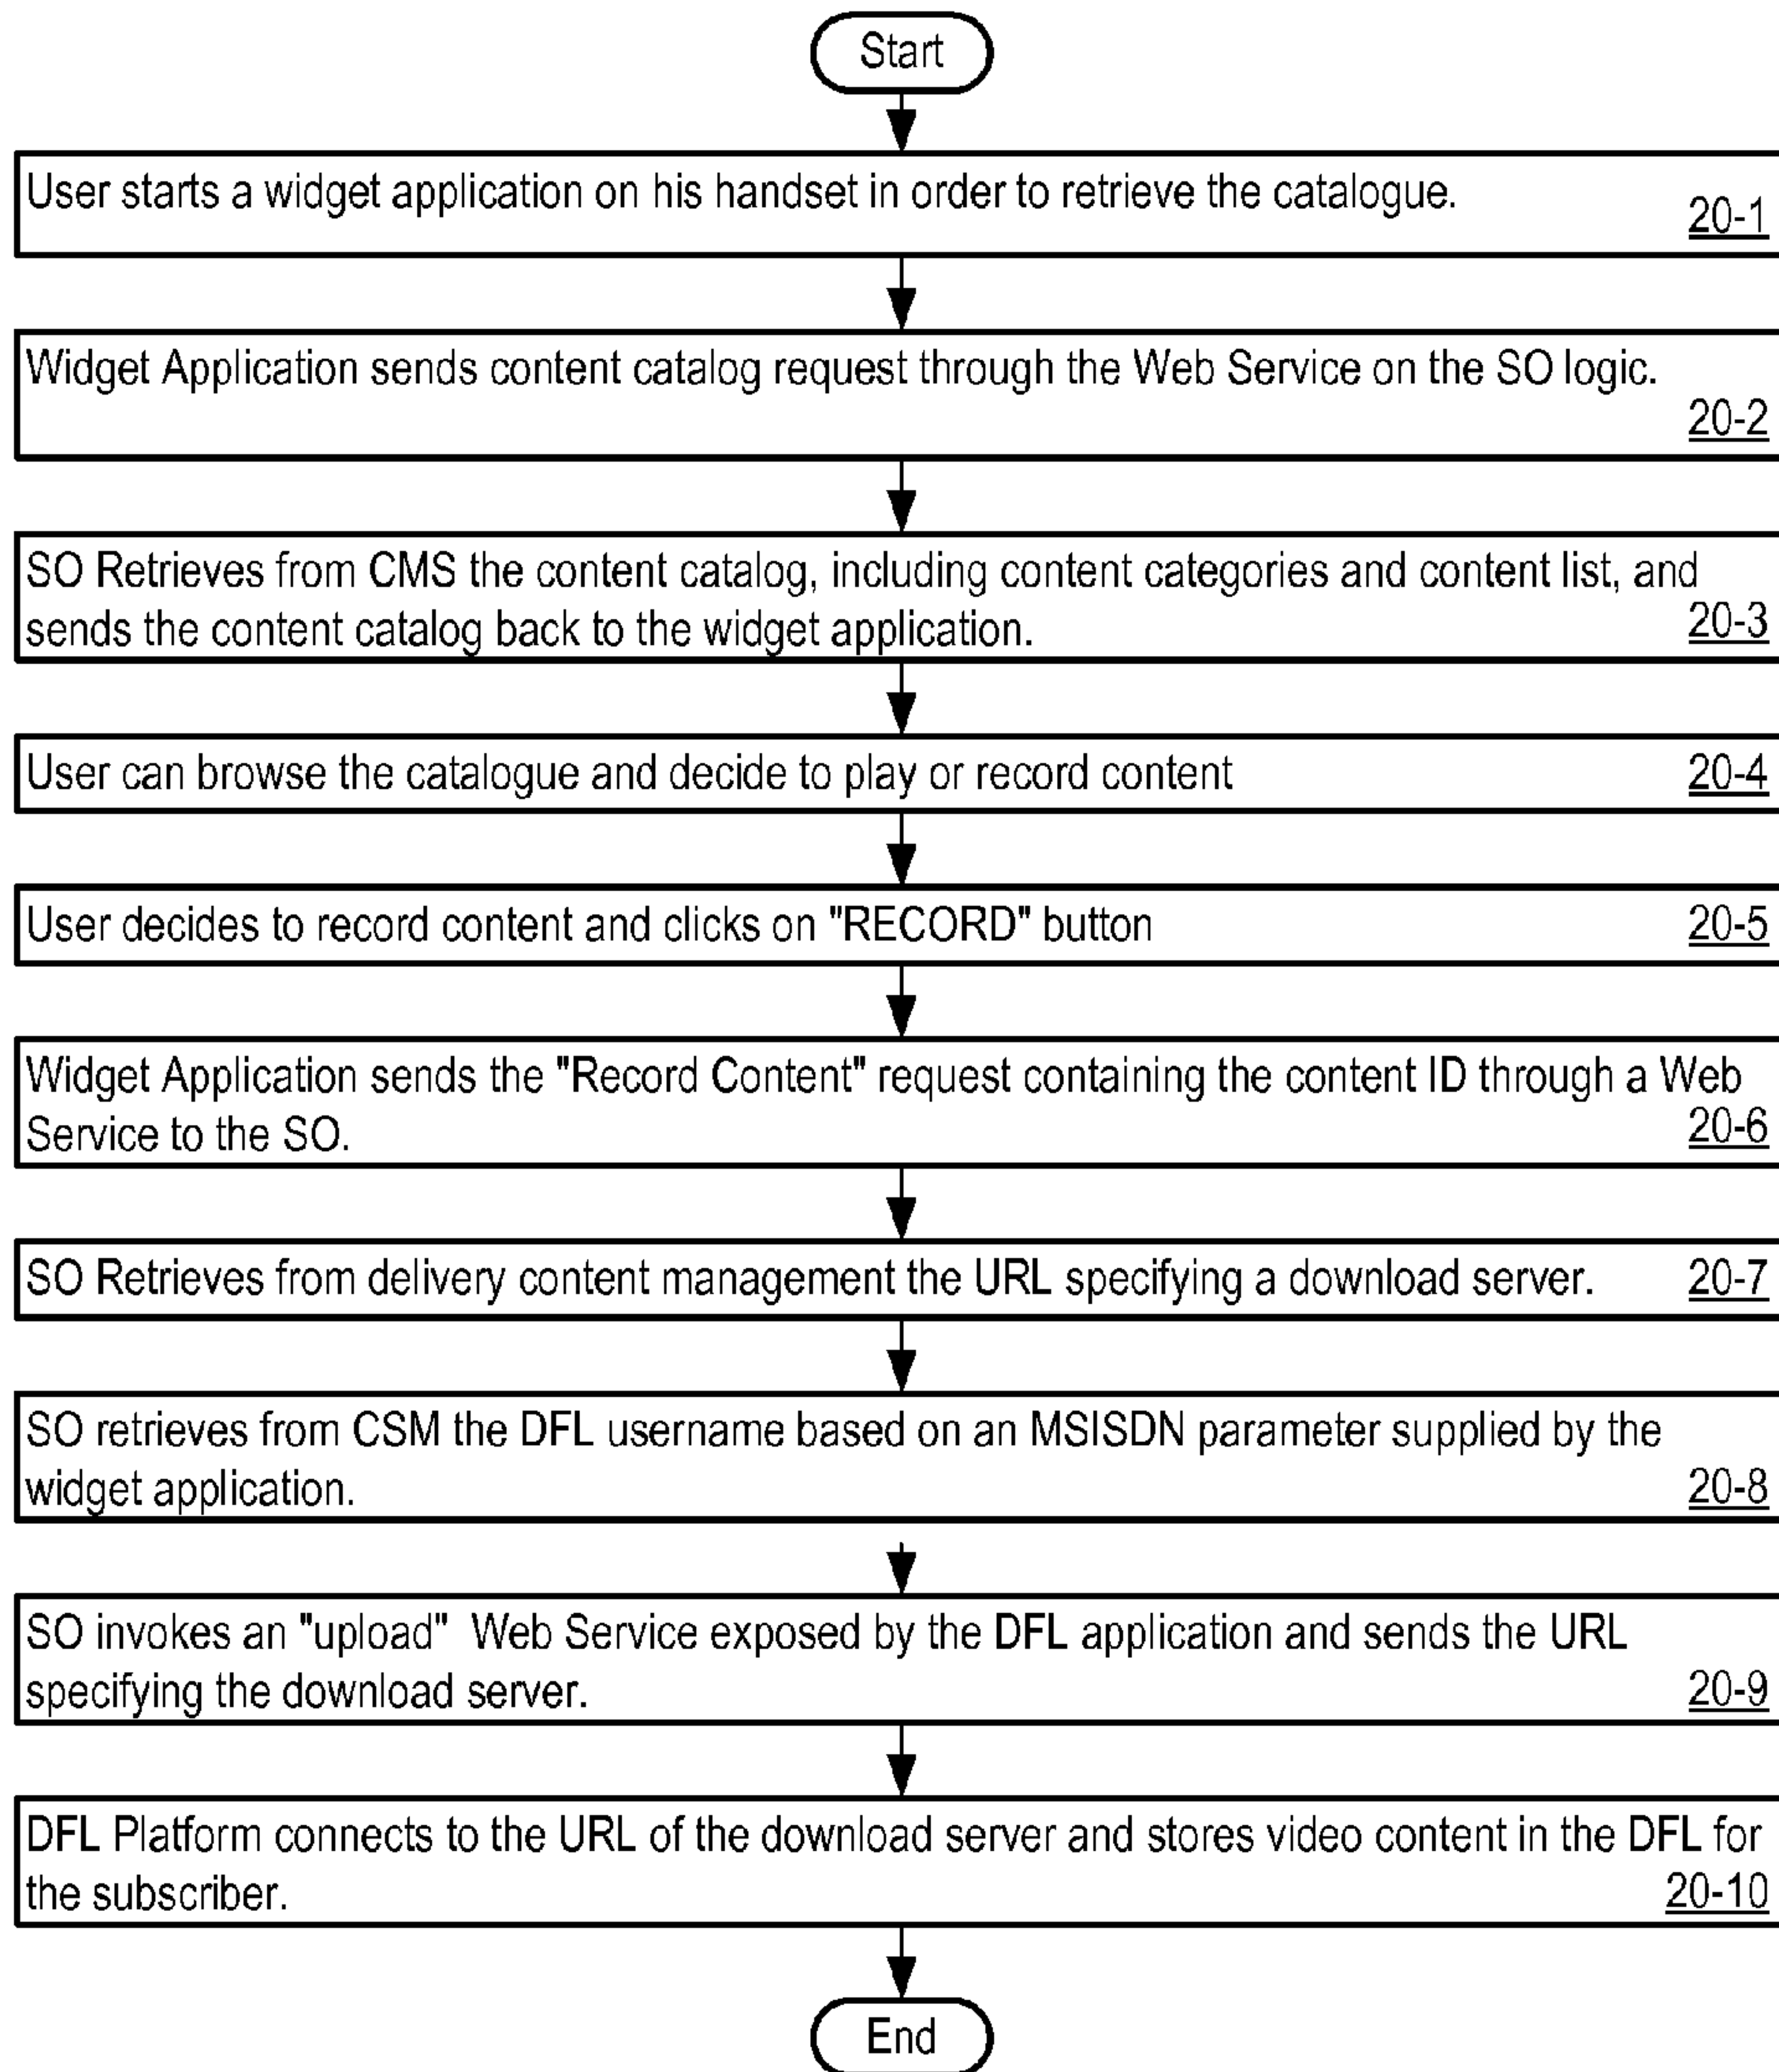 Start
User starts a widget application on his handset in order to retrieve the catalogue.
20-1
Widget Application sends content catalog request through the Web Service on the SO logic.
20-2
SO Retrieves from CMS the content catalog, including content categories and content list, and
sends the content catalog back to the widget application.
20-3
User can browse the catalogue and decide to play or record content
20-4
User decides to record content and clicks on "RECORD" button
20-5
Widget Application sends the "Record Content" request containing the content ID through a Web
Service to the SO.
20-6
SO Retrieves from delivery content management the URL specifying a download server.
20-7
SO retrieves from CSM the DFL username based on an MSISDN parameter supplied by the
widget application.
20-8
SO invokes an "upload" Web Service exposed by the DFL application and sends the URL
specifying the download server.
20-9
DFL Platform connects to the URL of the download server and stores video content in the DFL for
the subscriber.
20-10
End